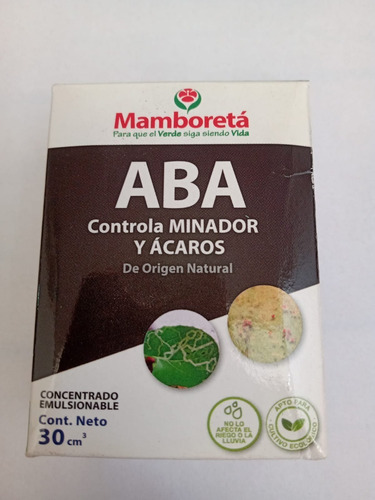 Mamboretá
Para que el Verde siga siendo Vida
ABA
Controla MINADOR
Y ÁCAROS
De Origen Natural
CONCENTRADO
EMULSIONABLE
Cont. Neto
30 cm³
NO LO
AFECTA EL
RIEGO O LA
LLUVIA
APTO PARA
CULTIVO ECOLÓGICO